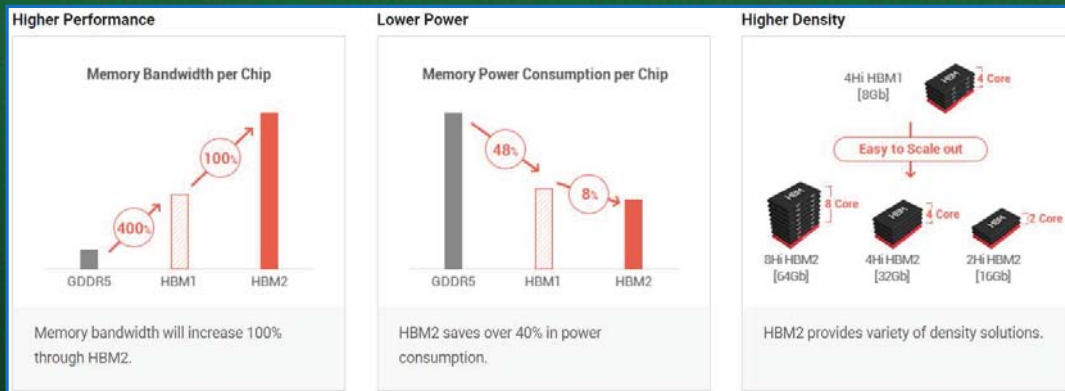 Higher Performance
Memory Bandwidth per Chip
400%
100%
GDDR5
HBM1
HBM2
Memory bandwidth will increase 100%
through HBM2.
Lower Power
Memory Power Consumption per Chip
48%
8%
GDDR5
HBM1
HBM2
HBM2 saves over 40% in power
consumption.
Higher Density
4Hi HBM1
[8Gb]
HBM
4 Core
Easy to Scale out
HBM
8 Core
HBM
4 Core
HBM
2 Core
8Hi HBM2
[64Gb]
4Hi HBM2
[32Gb]
2Hi HBM2
[16Gb]
HBM2 provides variety of density solutions.